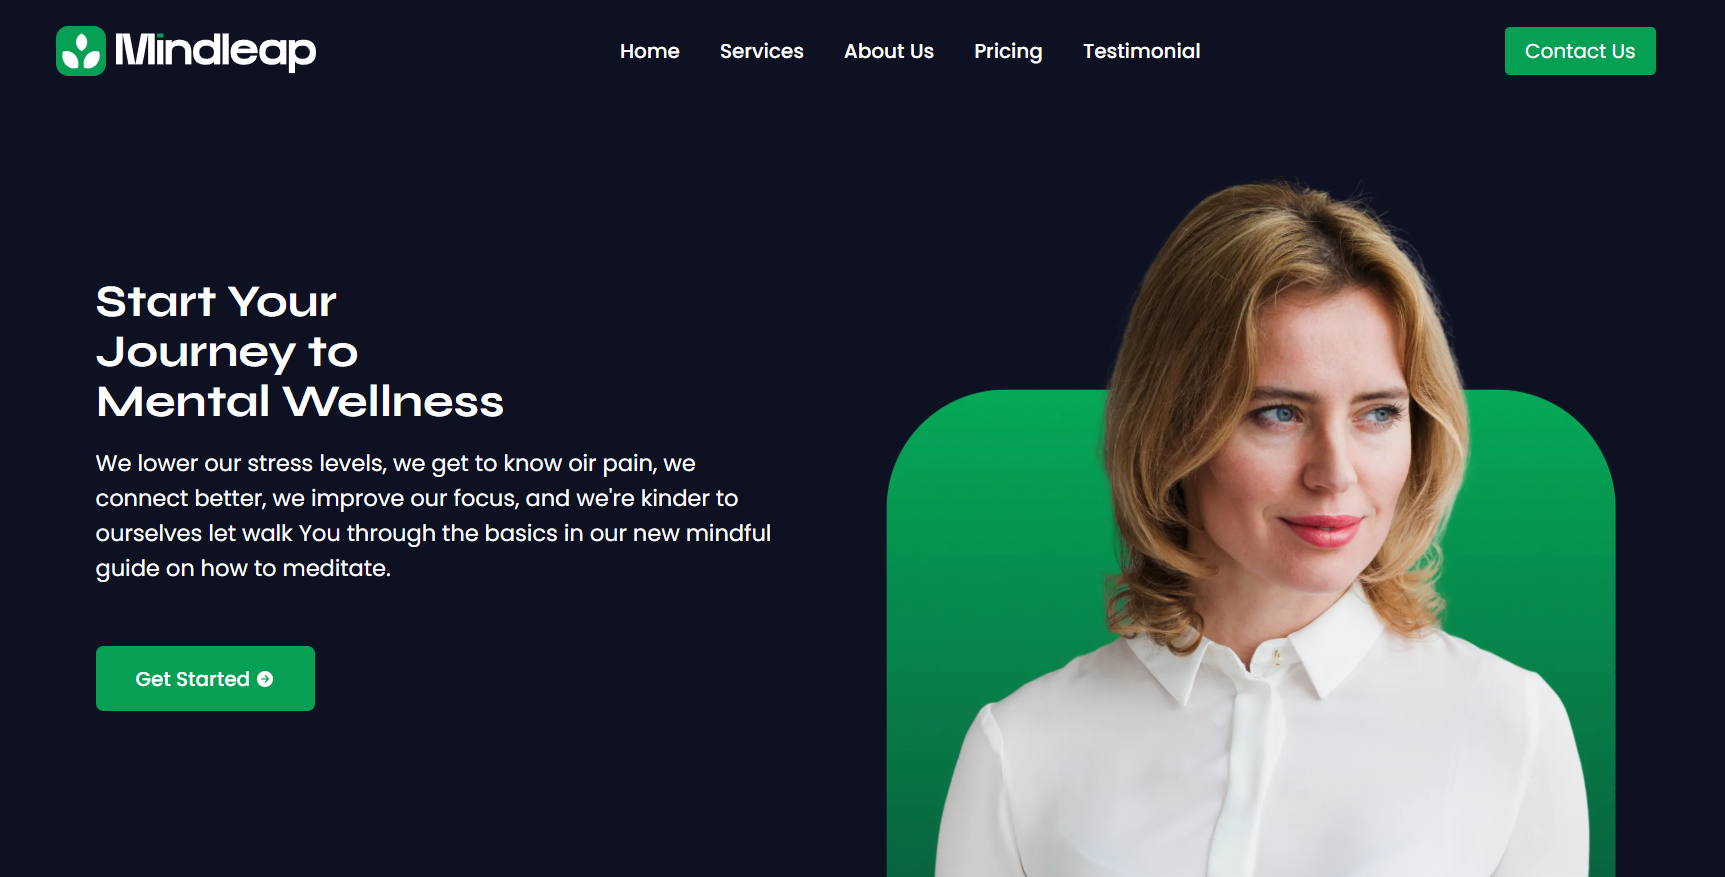 Mindleap
Home Services About Us Pricing Testimonial
Contact Us
Start Your
Journey to
Mental Wellness
We lower our stress levels, we get to know oir pain, we
connect better, we improve our focus, and we're kinder to
ourselves let walk You through the basics in our new mindful
guide on how to meditate.
Get Started